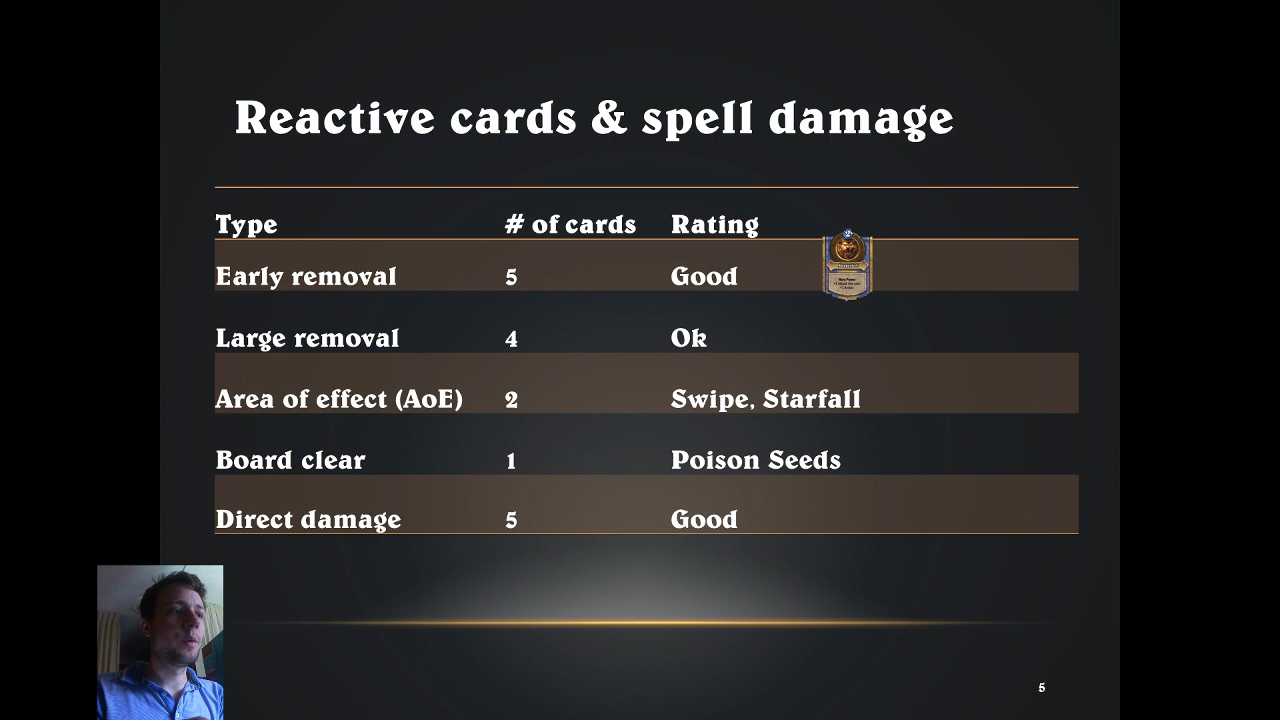 Reactive cards & spell damage
Type # of cards Rating
Early removal 5 Good
Large removal 4 Ok
Area of effect (AoE) 2 Swipe, Starfall
Board clear 1 Poison Seeds
Direct damage 5 Good
5